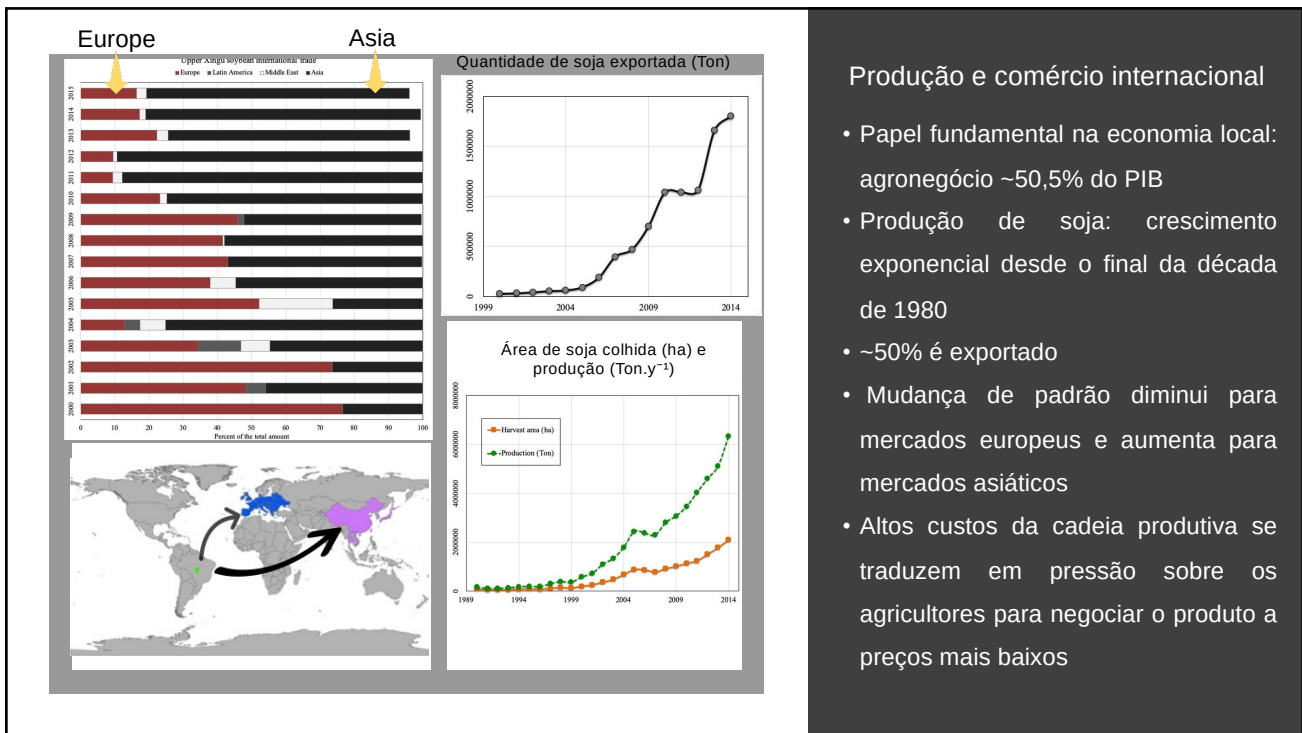 Europe
Asia
Upper Xingu soybean international trade
Europe Latin America Middle East Asia
2015
2014
2013
2012
2011
2010
2009
2008
2007
2006
2005
2004
2003
2002
2001
2000
0 10 20 30 40 50 60 70 80 90 100
Percent of the total amount
Quantidade de soja exportada (Ton)
2000000
1500000
1000000
500000
0
1999 2004 2009 2014
Área de soja colhida (ha) e
produção (Ton.y⁻¹)
8000000
6000000
4000000
2000000
0
Harvest area (ha)
Production (Ton)
1989 1994 1999 2004 2009 2014
Produção e comércio internacional
• Papel fundamental na economia local:
agronegócio ~50,5% do PIB
• Produção de soja: crescimento
exponencial desde o final da década
de 1980
• ~50% é exportado
• Mudança de padrão diminui para
mercados europeus e aumenta para
mercados asiáticos
• Altos custos da cadeia produtiva se
traduzem em pressão sobre os
agricultores para negociar o produto a
preços mais baixos